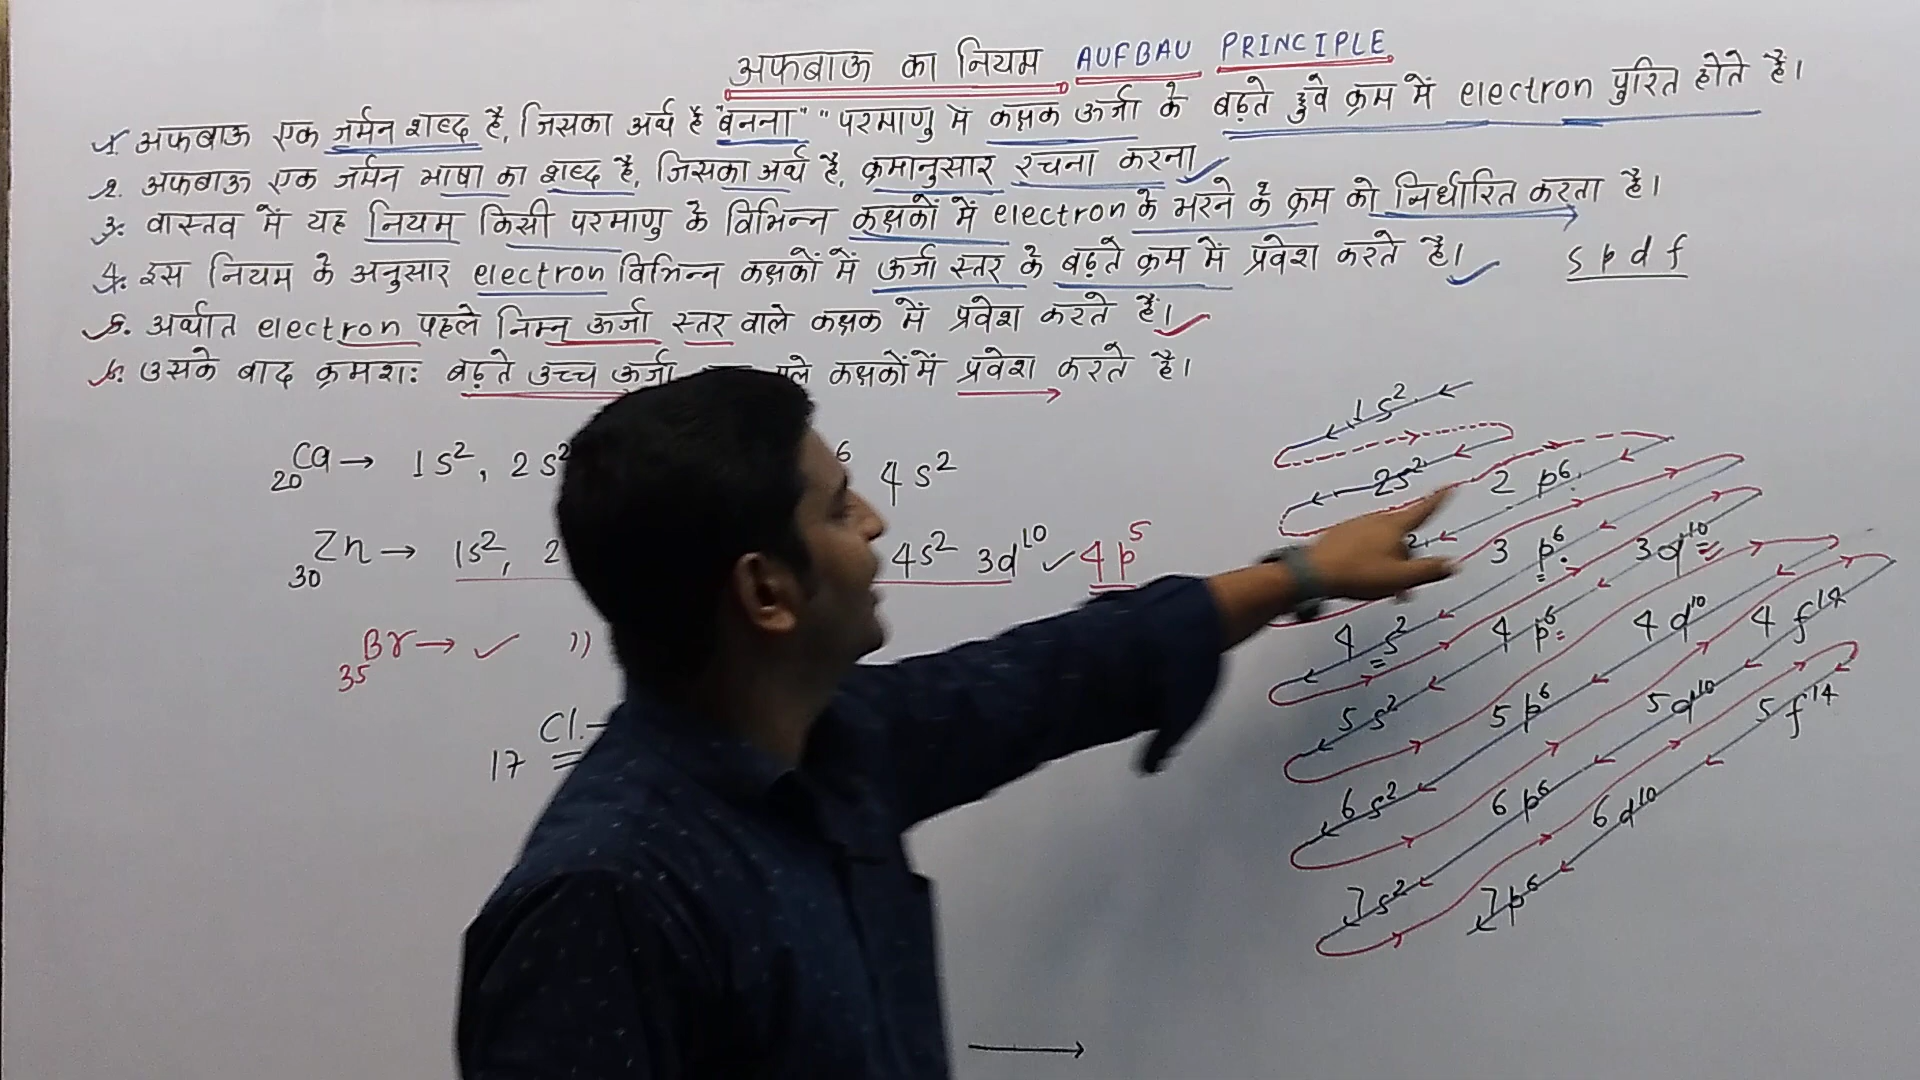 अफबाऊ का नियम AUFBAU PRINCIPLE
1. अफबाऊ एक जर्मन शब्द है, जिसका अर्थ है "बनना" "परमाणु में कक्षक ऊर्जा के बढ़ते हुवे क्रम में electron पुरित होते है।
2. अफबाऊ एक जर्मन भाषा का शब्द है, जिसका अर्थ है, क्रमानुसार रचना करना
3. वास्तव में यह नियम किसी परमाणु के विभिन्न कक्षकों में electron के भरने के क्रम को निर्धारित करता है।
4. इस नियम के अनुसार electron विभिन्न कक्षकों में ऊर्जा स्तर के बढ़ते क्रम में प्रवेश करते है।
s p d f
5. अर्थात electron पहले निम्न ऊर्जा स्तर वाले कक्षक में प्रवेश करते है।
6. उसके बाद क्रमशः बढ़ते उच्च ऊर्जा कक्षकों में प्रवेश करते है।
₂₀Ca → 1s², 2s² 6 4s²
₃₀Zn → 1s², 2 4s² 3d¹⁰ ✓ 4p⁵
₃₅Br → ✓ ))
₁₇Cl. –
1s²
2s² 2p⁶
2 3p⁶ 3d¹⁰
4s² 4p⁶ 4d¹⁰ 4f¹⁴
5s² 5p⁶ 5d¹⁰ 5f¹⁴
6s² 6p⁶ 6d¹⁰
7s² 7p⁶